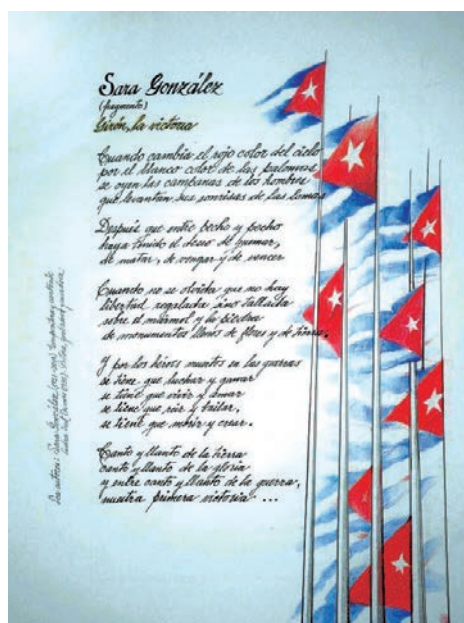 Sara González
(fragmento)
Girón, la victoria
Cuando cambia el rojo color del cielo
por el blanco color de las palomas
se oyen las campanas de los hombres
que levantan sus sonrisas de las lomas
Después que entre pecho y pecho
haya tenido el deseo de quemar,
de matar, de vengar y de vencer
Cuando no se olvida que no hay
libertad regalada sino tallada
sobre el mármol y la piedra
de monumentos llenos de flores y de tierra.
Y por los héroes muertos en las guerras
se tiene que luchar y ganar
se tiene que vivir y amar
se tiene que reír y bailar,
se tient que morir y crear.
Canto y llanto de la tierra
canto y llanto de la gloria
y entre canto y llanto de la guerra,
nuestra primera victoria ...
Sara González